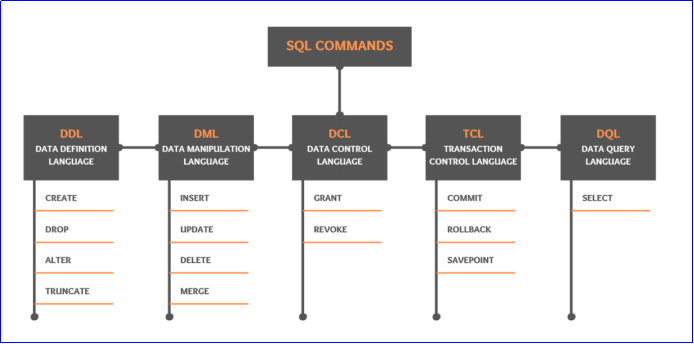 SQL COMMANDS
DDL
DATA DEFINITION
LANGUAGE
CREATE
DROP
ALTER
TRUNCATE
DML
DATA MANIPULATION
LANGUAGE
INSERT
UPDATE
DELETE
MERGE
DCL
DATA CONTROL
LANGUAGE
GRANT
REVOKE
TCL
TRANSACTION
CONTROL LANGUAGE
COMMIT
ROLLBACK
SAVEPOINT
DQL
DATA QUERY
LANGUAGE
SELECT